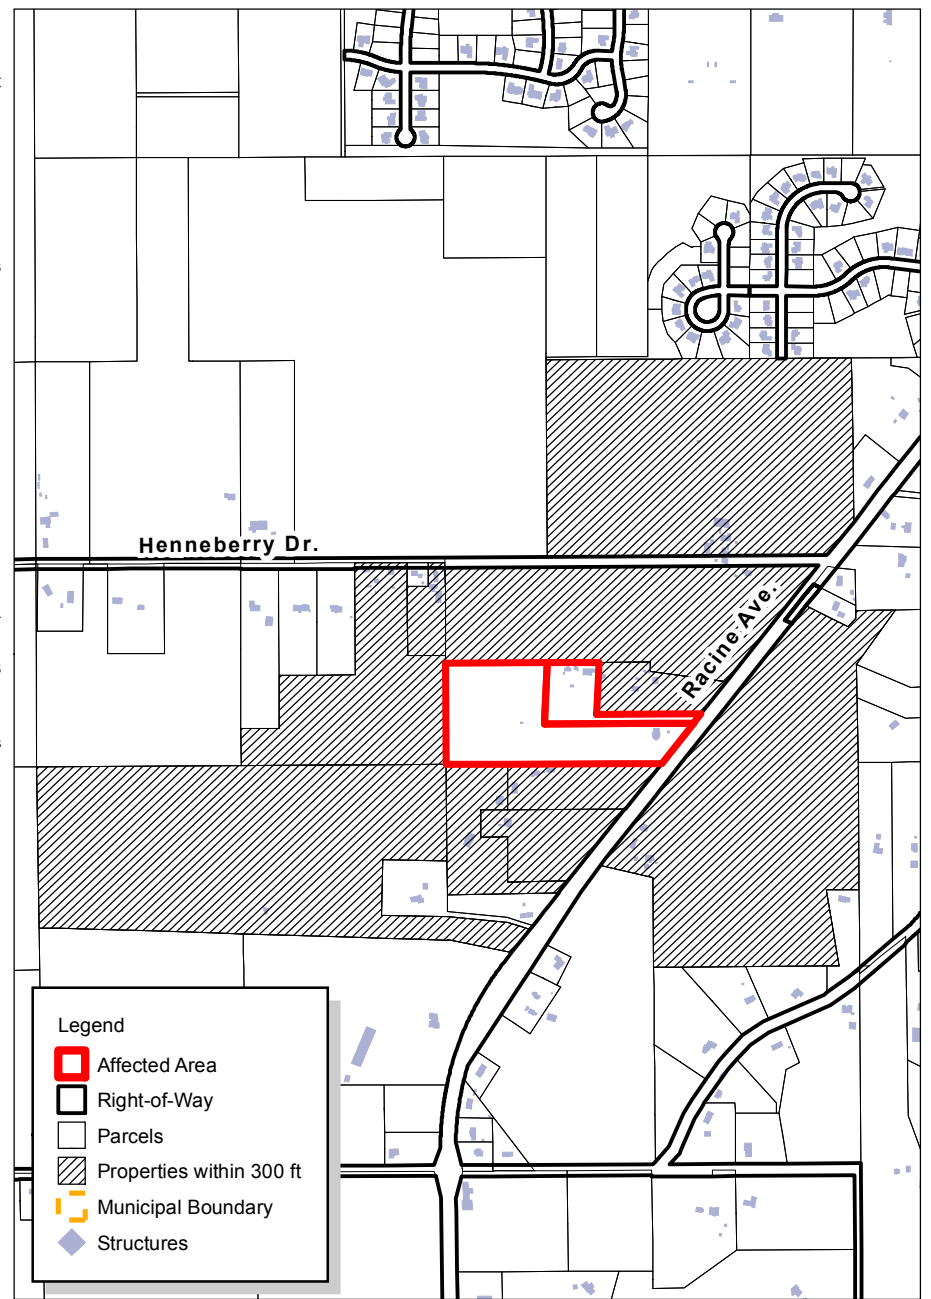 Henneberry Dr.
Racine Ave.
Legend
Affected Area
Right-of-Way
Parcels
Properties within 300 ft
Municipal Boundary
Structures